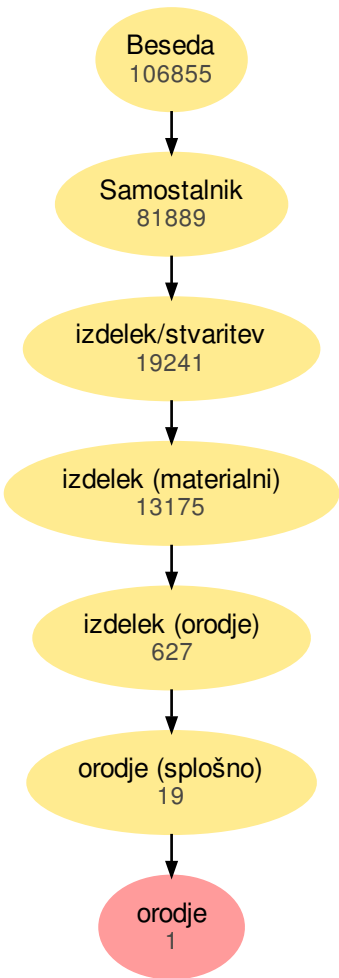 Beseda
106855
Samostalnik
81889
izdelek/stvaritev
19241
izdelek (materialni)
13175
izdelek (orodje)
627
orodje (splošno)
19
orodje
1